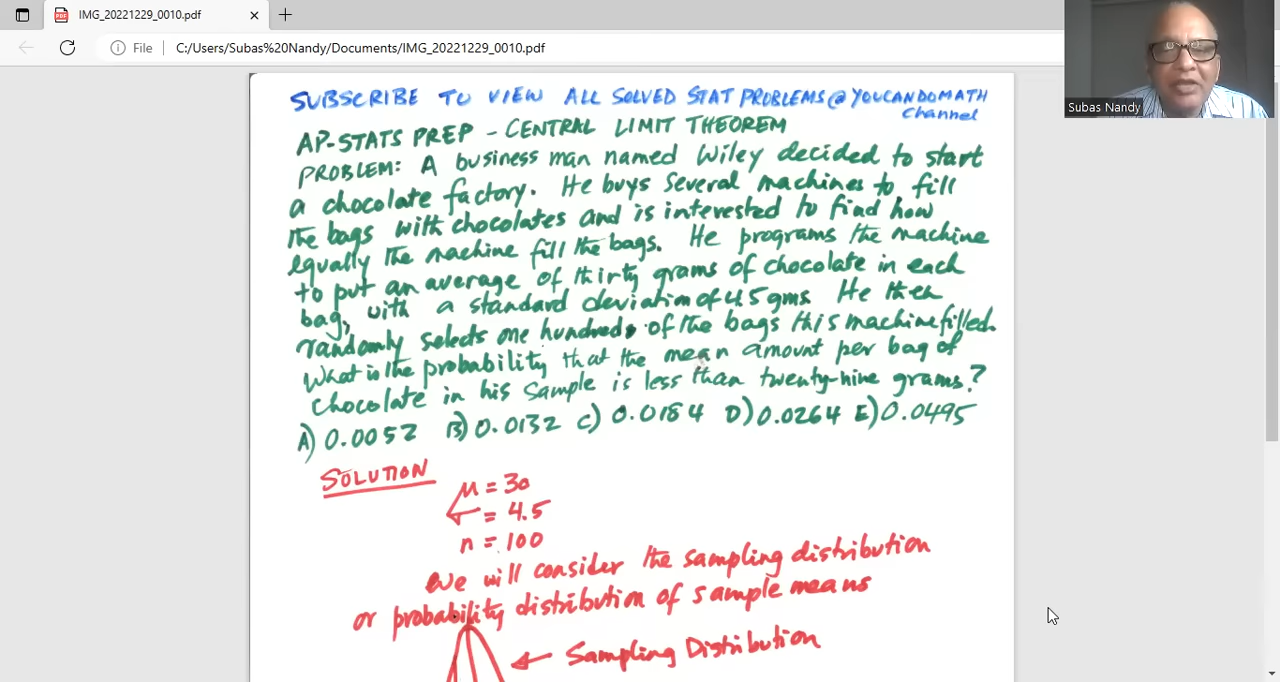 IMG_20221229_0010.pdf
File C:/Users/Subas%20Nandy/Documents/IMG_20221229_0010.pdf
Subas Nandy
SUBSCRIBE TO VIEW ALL SOLVED STAT PROBLEMS@YOUCANDOMATH
Channel
AP-STATS PREP - CENTRAL LIMIT THEOREM
PROBLEM: A business man named Wiley decided to start
a chocolate factory. He buys several machines to fill
the bags with chocolates and is interested to find how
equally the machine fill the bags. He programs the machine
to put an average of thirty grams of chocolate in each
bag, with a standard deviation of 4.5 gms. He then
randomly selects one hundred of the bags this machine filled.
What is the probability that the mean amount per bag of
chocolate in his sample is less than twenty-nine grams?
A) 0.0052 B) 0.0132 C) 0.0184 D) 0.0264 E) 0.0495
SOLUTION
μ = 30
σ = 4.5
n = 100
We will consider the sampling distribution
or probability distribution of sample means
← Sampling Distribution